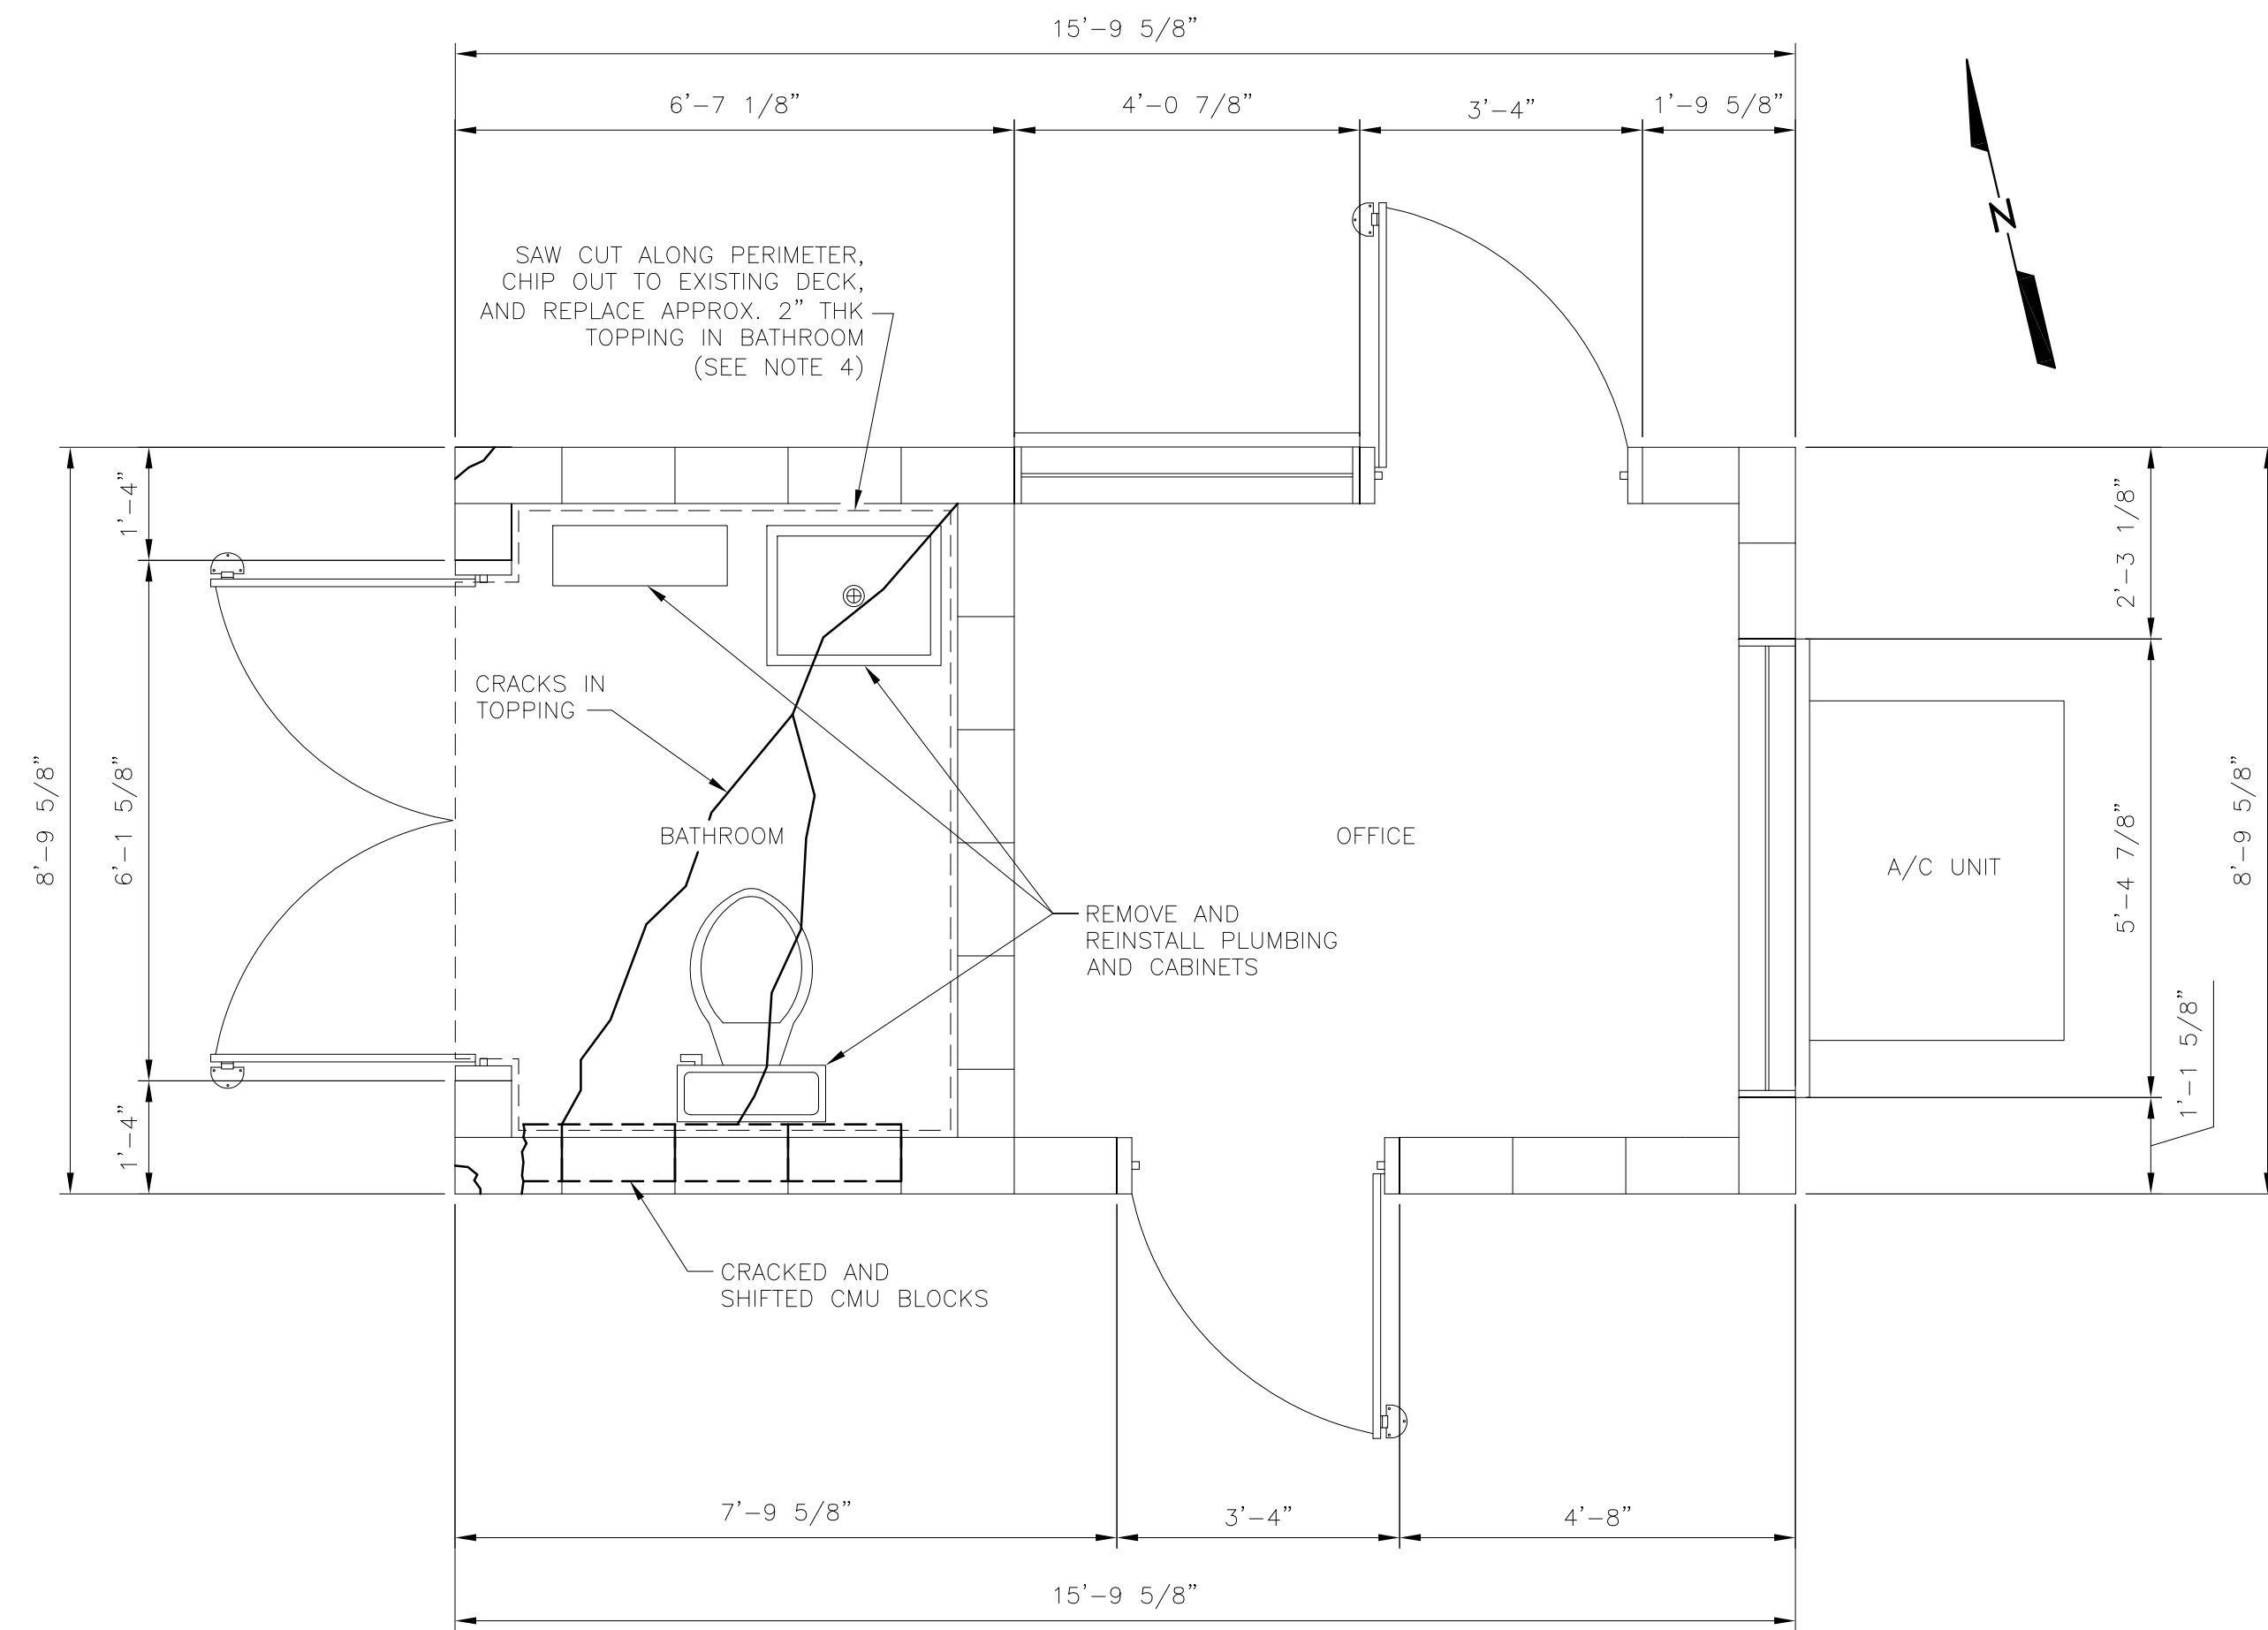 15'-9 5/8"
6'-7 1/8"
4'-0 7/8"
3'-4"
1'-9 5/8"
N
SAW CUT ALONG PERIMETER,
CHIP OUT TO EXISTING DECK,
AND REPLACE APPROX. 2" THK
TOPPING IN BATHROOM
(SEE NOTE 4)
1'-4"
2'-3 1/8"
CRACKS IN
TOPPING
8'-9 5/8"
6'-1 5/8"
BATHROOM
OFFICE
A/C UNIT
5'-4 7/8"
8'-9 5/8"
REMOVE AND
REINSTALL PLUMBING
AND CABINETS
1'-1 5/8"
1'-4"
CRACKED AND
SHIFTED CMU BLOCKS
7'-9 5/8"
3'-4"
4'-8"
15'-9 5/8"